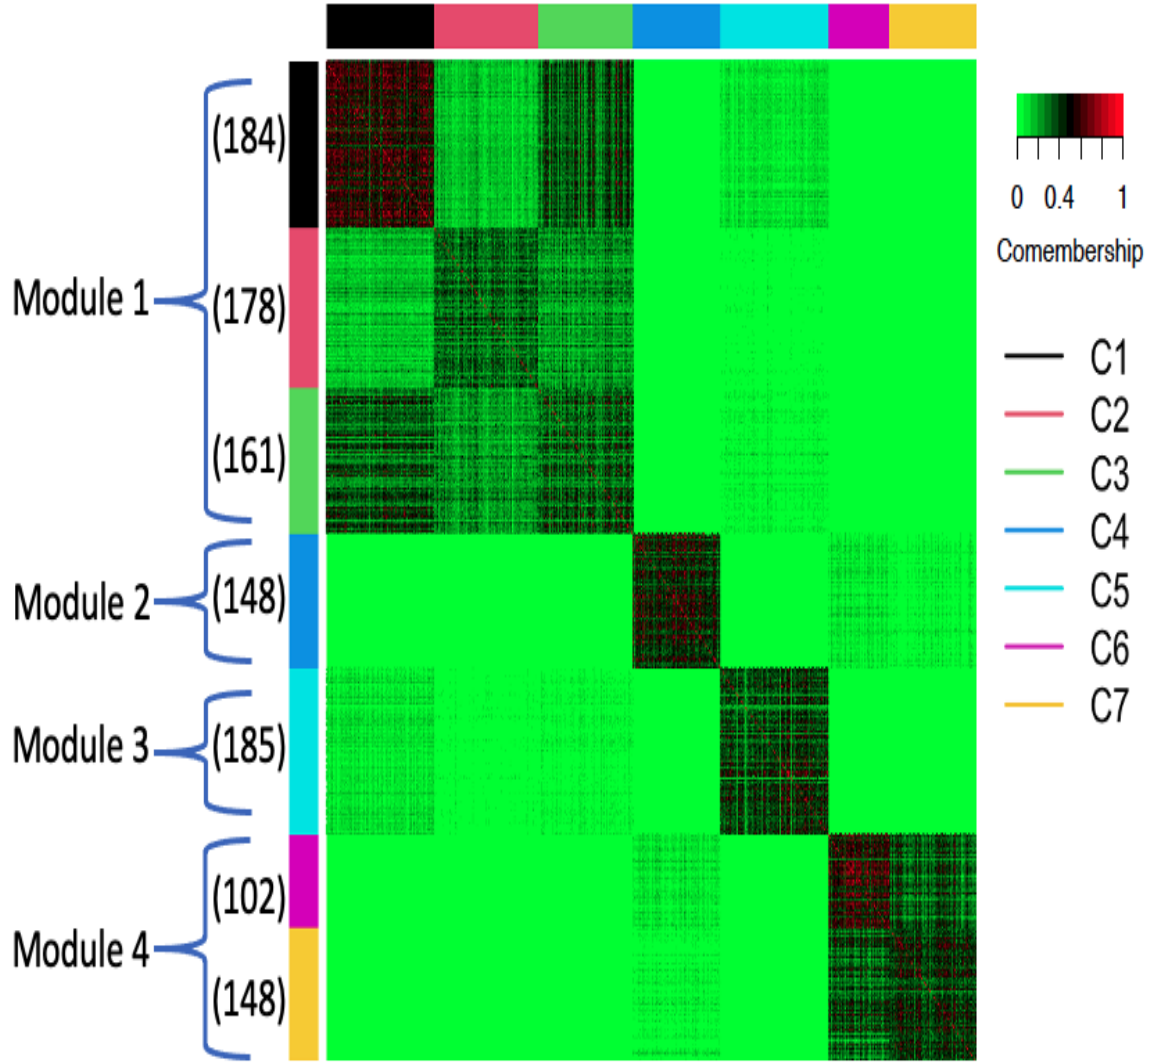 Module 1
(184)
(178)
(161)
Module 2
(148)
Module 3
(185)
Module 4
(102)
(148)
0 0.4 1
Comembership
C1
C2
C3
C4
C5
C6
C7